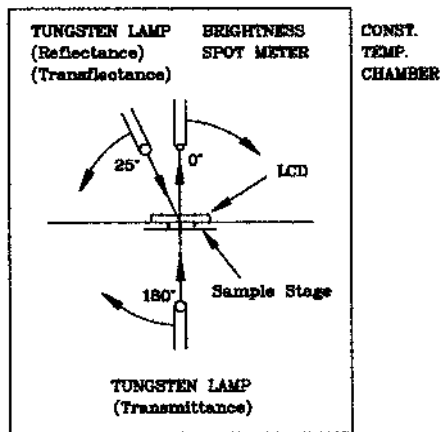 TUNGSTEN LAMP
(Reflectance)
(Transflectance)
BRIGHTNESS
SPOT METER
CONST.
TEMP.
CHAMBER
25°
0°
LCD
180°
Sample Stage
TUNGSTEN LAMP
(Transmittance)